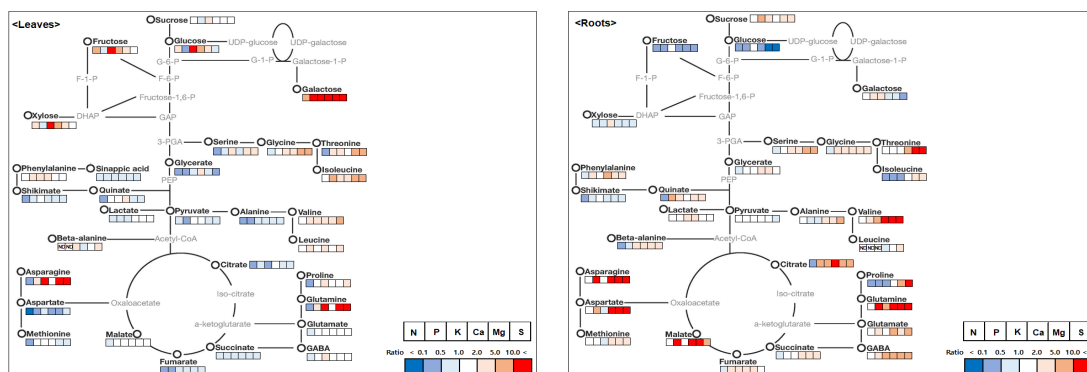 <Leaves>
Sucrose
Fructose
Glucose
UDP-glucose
UDP-galactose
G-6-P
G-1-P
Galactose-1-P
F-1-P
F-6-P
Galactose
Fructose-1,6-P
Xylose
DHAP
GAP
3-PGA
Serine
Glycine
Threonine
Phenylalanine
Sinappic acid
Glycerate
Isoleucine
PEP
Shikimate
Quinate
Lactate
Pyruvate
Alanine
Valine
Beta-alanine
Acetyl-CoA
Leucine
ND ND
Asparagine
Citrate
Proline
Aspartate
Oxaloacetate
Iso-citrate
Glutamine
a-ketoglutarate
Glutamate
Methionine
Malate
Succinate
GABA
Fumarate
N P K Ca Mg S
Ratio < 0.1 0.5 1.0 2.0 5.0 10.0 <
<Roots>
Sucrose
Fructose
Glucose
UDP-glucose
UDP-galactose
G-6-P
G-1-P
Galactose-1-P
F-1-P
F-6-P
Galactose
Fructose-1,6-P
Xylose
DHAP
GAP
3-PGA
Serine
Glycine
Threonine
Phenylalanine
Glycerate
Isoleucine
PEP
Shikimate
Quinate
Lactate
Pyruvate
Alanine
Valine
Beta-alanine
Acetyl-CoA
Leucine
Asparagine
Citrate
Proline
Aspartate
Oxaloacetate
Iso-citrate
Glutamine
a-ketoglutarate
Glutamate
Methionine
Malate
Succinate
GABA
Fumarate
N P K Ca Mg S
Ratio < 0.1 0.5 1.0 2.0 5.0 10.0 <